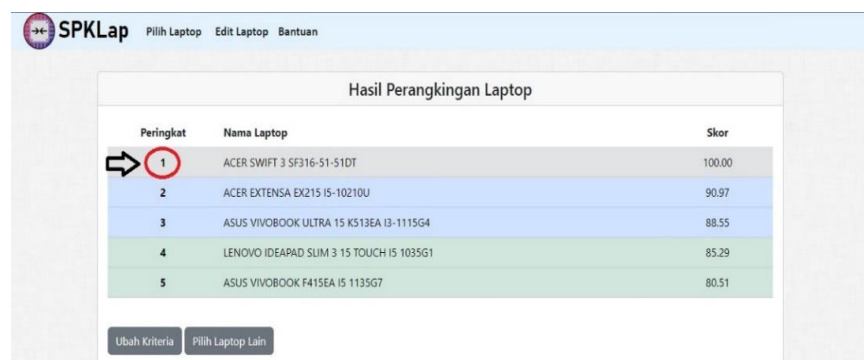 SPKLap Pilih Laptop Edit Laptop Bantuan
Hasil Perangkingan Laptop
Peringkat Nama Laptop Skor
1 ACER SWIFT 3 SF316-51-51DT 100.00
2 ACER EXTENSA EX215 I5-10210U 90.97
3 ASUS VIVOBOOK ULTRA 15 K513EA I3-1115G4 88.55
4 LENOVO IDEAPAD SLIM 3 15 TOUCH I5 1035G1 85.29
5 ASUS VIVOBOOK F415EA I5 1135G7 80.51
Ubah Kriteria Pilih Laptop Lain